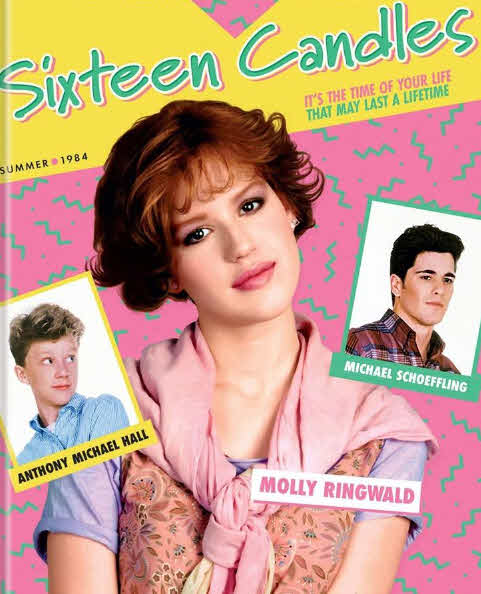 Sixteen Candles
IT'S THE TIME OF YOUR LIFE
THAT MAY LAST A LIFETIME
SUMMER • 1984
MICHAEL SCHOEFFLING
ANTHONY MICHAEL HALL
MOLLY RINGWALD